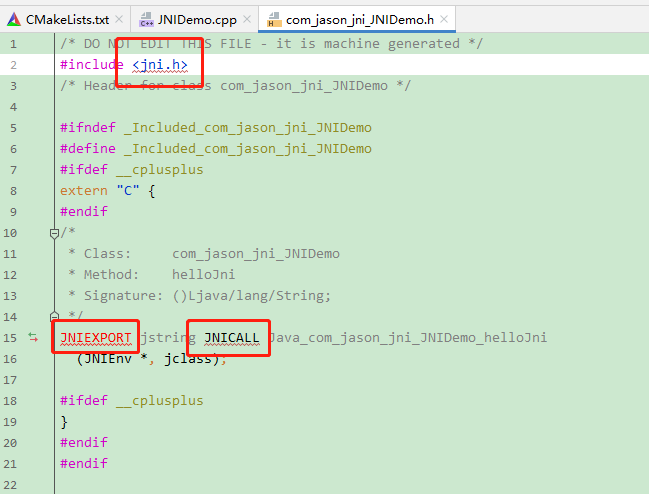 CMakeLists.txt × JNIDemo.cpp × com_jason_jni_JNIDemo.h ×
1 /* DO NOT EDIT THIS FILE - it is machine generated */
2 #include <jni.h>
3 /* Header for class com_jason_jni_JNIDemo */
4
5 #ifndef _Included_com_jason_jni_JNIDemo
6 #define _Included_com_jason_jni_JNIDemo
7 #ifdef __cplusplus
8 extern "C" {
9 #endif
10 /*
11 * Class: com_jason_jni_JNIDemo
12 * Method: helloJni
13 * Signature: ()Ljava/lang/String;
14 */
15 JNIEXPORT jstring JNICALL Java_com_jason_jni_JNIDemo_helloJni
16 (JNIEnv *, jclass);
17
18 #ifdef __cplusplus
19 }
20 #endif
21 #endif
22